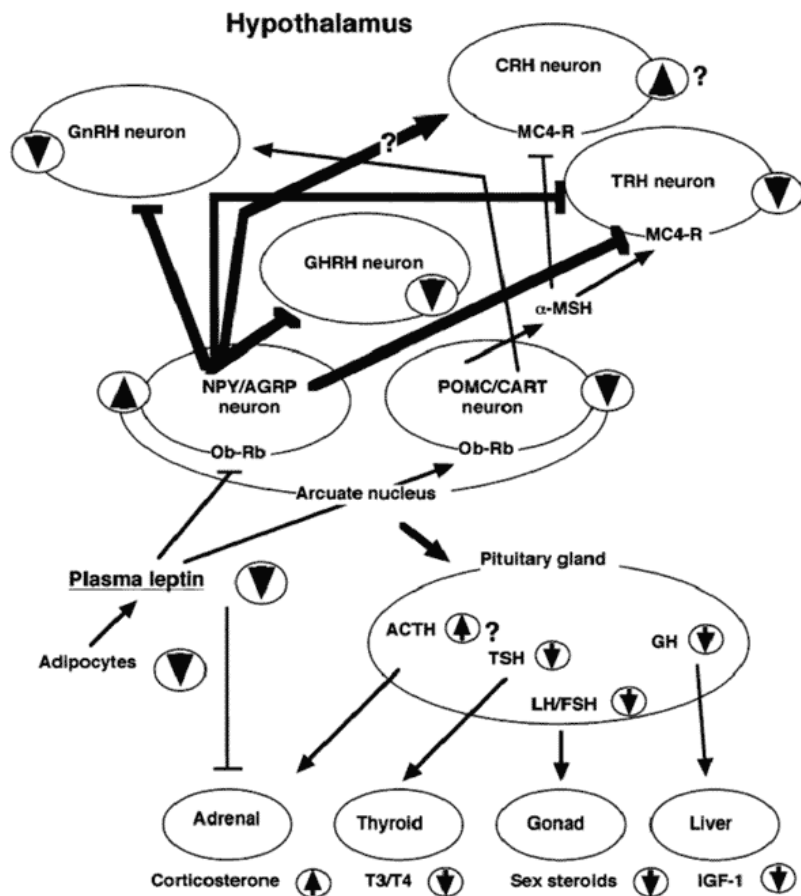 Hypothalamus
CRH neuron
?
MC4-R
GnRH neuron
?
TRH neuron
MC4-R
GHRH neuron
α-MSH
NPY/AGRP
neuron
Ob-Rb
POMC/CART
neuron
Ob-Rb
Arcuate nucleus
Plasma leptin
Adipocytes
Pituitary gland
ACTH
?
TSH
GH
LH/FSH
Adrenal
Thyroid
Gonad
Liver
Corticosterone
T3/T4
Sex steroids
IGF-1